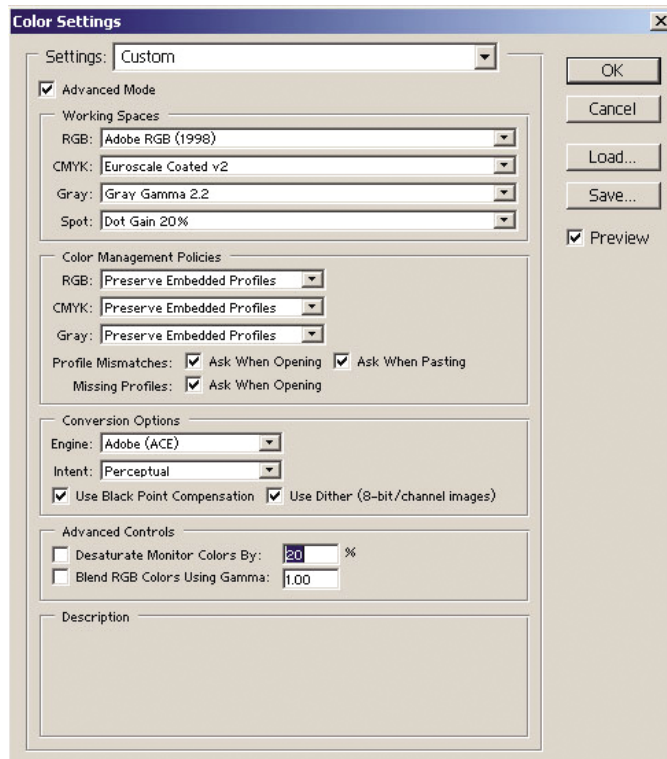 Color Settings
Settings: Custom
OK
Advanced Mode
Cancel
Working Spaces
RGB: Adobe RGB (1998)
CMYK: Euroscale Coated v2
Load...
Gray: Gray Gamma 2.2
Save...
Spot: Dot Gain 20%
Preview
Color Management Policies
RGB: Preserve Embedded Profiles
CMYK: Preserve Embedded Profiles
Gray: Preserve Embedded Profiles
Profile Mismatches: Ask When Opening Ask When Pasting
Missing Profiles: Ask When Opening
Conversion Options
Engine: Adobe (ACE)
Intent: Perceptual
Use Black Point Compensation Use Dither (8-bit/channel images)
Advanced Controls
Desaturate Monitor Colors By: 20 %
Blend RGB Colors Using Gamma: 1.00
Description